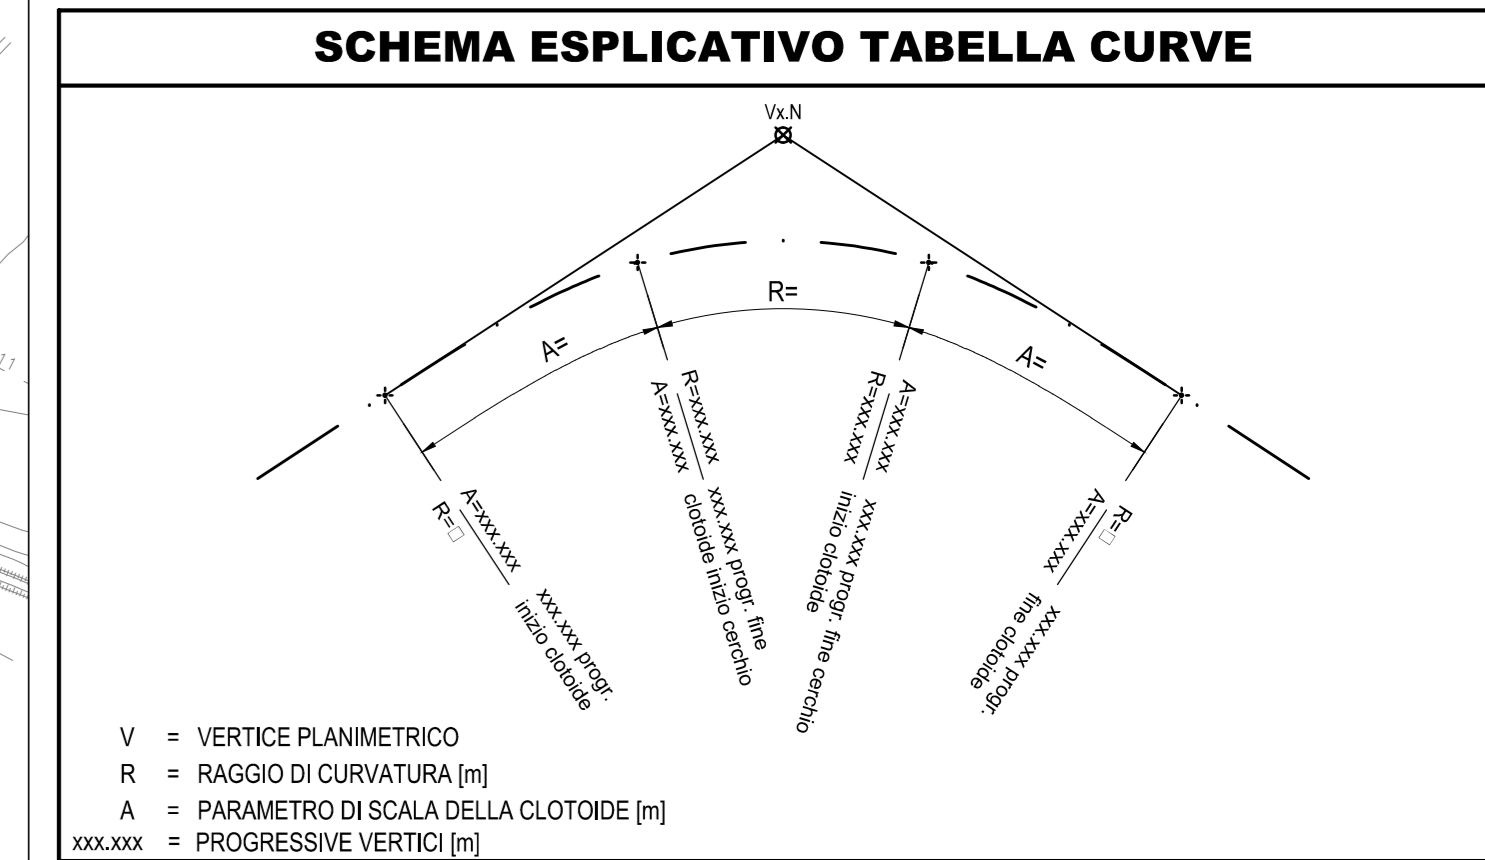 SCHEMA ESPLICATIVO TABELLA CURVE
Vx.N
R=
A=
A=
A=xxx.xxx
R=□
xxx.xxx progr.
inizio clotoide
R=xxx.xxx
A=xxx.xxx
xxx.xxx progr. fine
clotoide inizio cerchio
A=xxx.xxx
R=xxx.xxx
xxx.xxx progr. fine cerchio
inizio clotoide
R=□
A=xxx.xxx
xxx.xxx progr.
fine clotoide
V = VERTICE PLANIMETRICO
R = RAGGIO DI CURVATURA [m]
A = PARAMETRO DI SCALA DELLA CLOTOIDE [m]
xxx.xxx = PROGRESSIVE VERTICI [m]